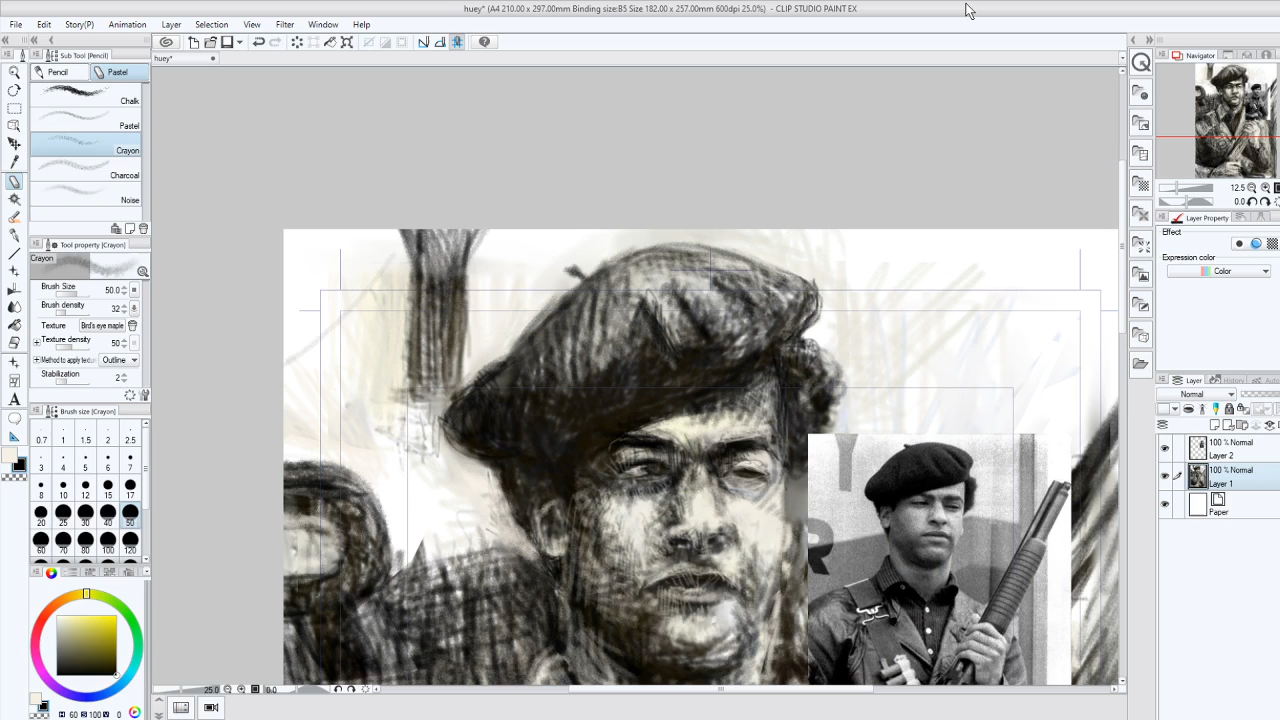 huey* (A4 210.00 x 297.00mm Binding size:B5 Size 182.00 x 257.00mm 600dpi 25.0%) - CLIP STUDIO PAINT EX
File Edit Story(P) Animation Layer Selection View Filter Window Help
Sub Tool [Pencil]
Pencil Pastel
Chalk
Pastel
Crayon
Charcoal
Noise
Tool property [Crayon]
Crayon
Brush Size 50.0
Brush density 32
Texture Bird's eye maple
Texture density 50
Method to apply textu Outline
Stabilization 2
Brush size [Crayon]
0.7 1 1.5 2 2.5
3 4 5 6 7
8 10 12 15 17
20 25 30 40 50
60 70 80 100 120
H 60 S 100 V 0
huey*
25.0 0.0
Y
R
Navigator
12.5
0.0
Layer Property
Effect
Expression color
Color
Layer History Auto
Normal
100 % Normal
Layer 2
100 % Normal
Layer 1
Paper